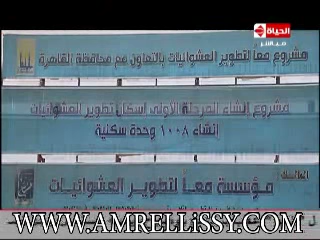 الحياة
مباشر
مشروع معا لتطوير العشوائيات بالتعاون مع محافظة القاهرة
مشروع إنشاء المرحلة الأولى إسكان تطوير العشوائيات
إنشاء ١٠٠٨ وحدة سكنية
مؤسسة معا لتطوير العشوائيات
WWW.AMRELLISSY.COM